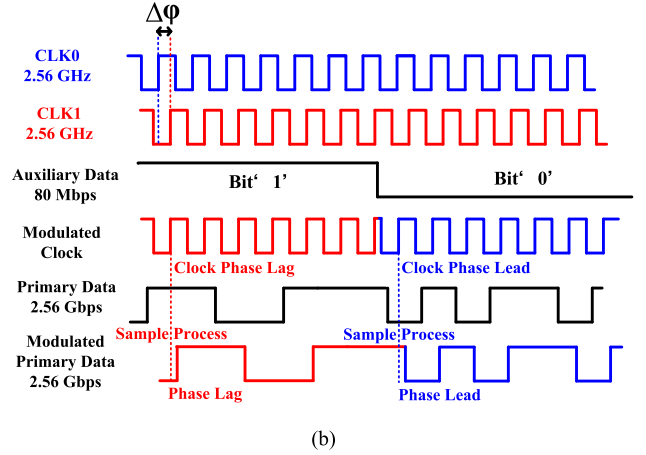 Δφ
CLK0
2.56 GHz
CLK1
2.56 GHz
Auxiliary Data
80 Mbps
Bit‘ 1’
Bit‘ 0’
Modulated
Clock
Clock Phase Lag
Clock Phase Lead
Primary Data
2.56 Gbps
Sample Process
Sample Process
Modulated
Primary Data
2.56 Gbps
Phase Lag
Phase Lead
(b)